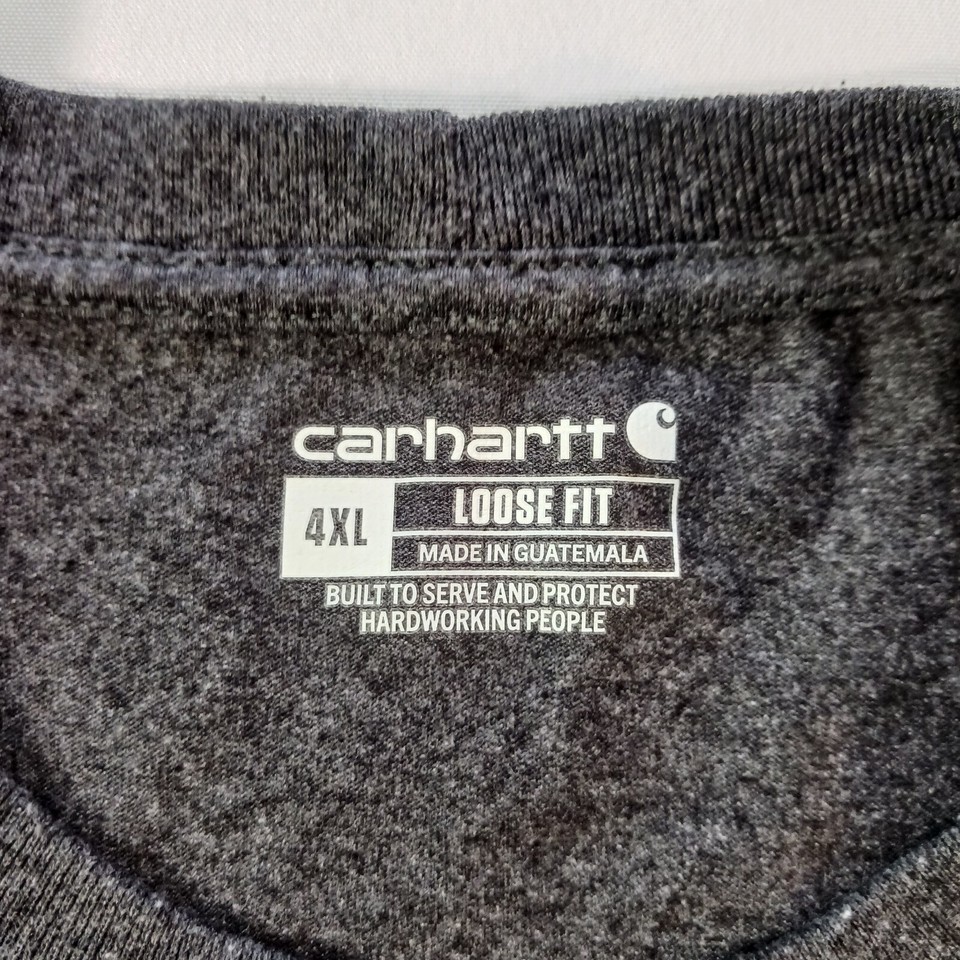 carhartt
4XL
LOOSE FIT
MADE IN GUATEMALA
BUILT TO SERVE AND PROTECT
HARDWORKING PEOPLE